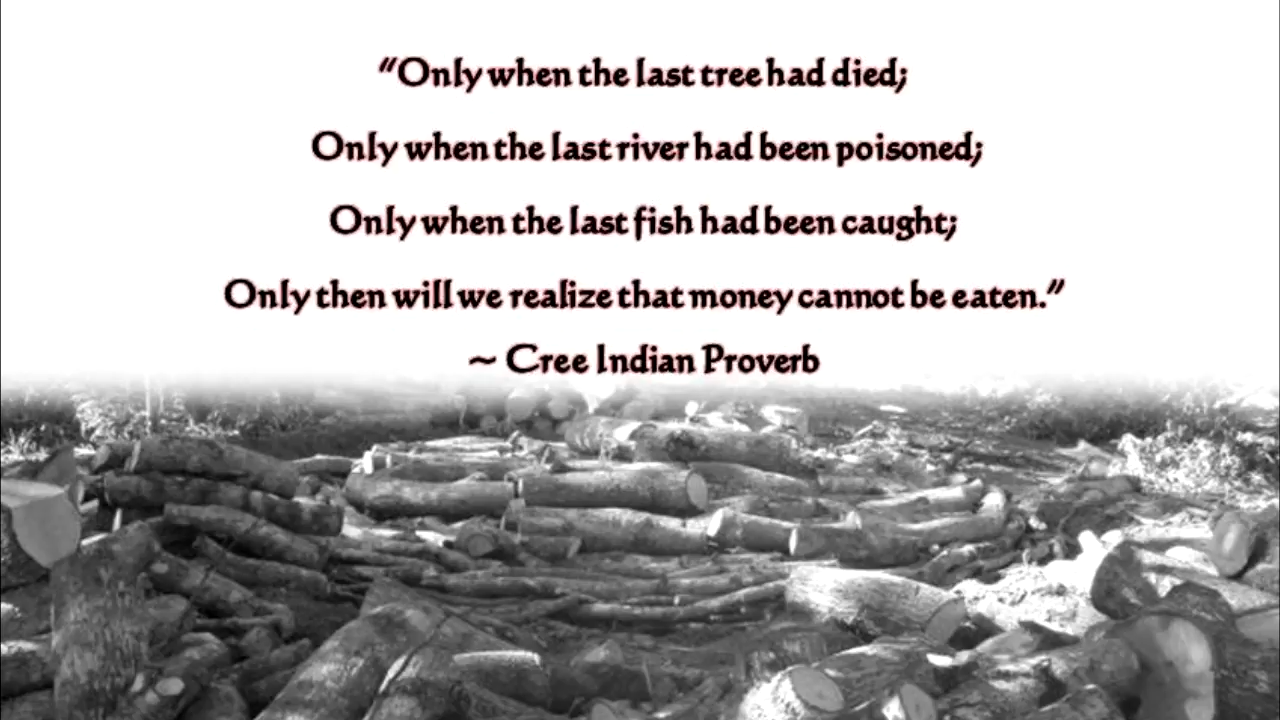 “Only when the last tree had died;
Only when the last river had been poisoned;
Only when the last fish had been caught;
Only then will we realize that money cannot be eaten.”
~ Cree Indian Proverb